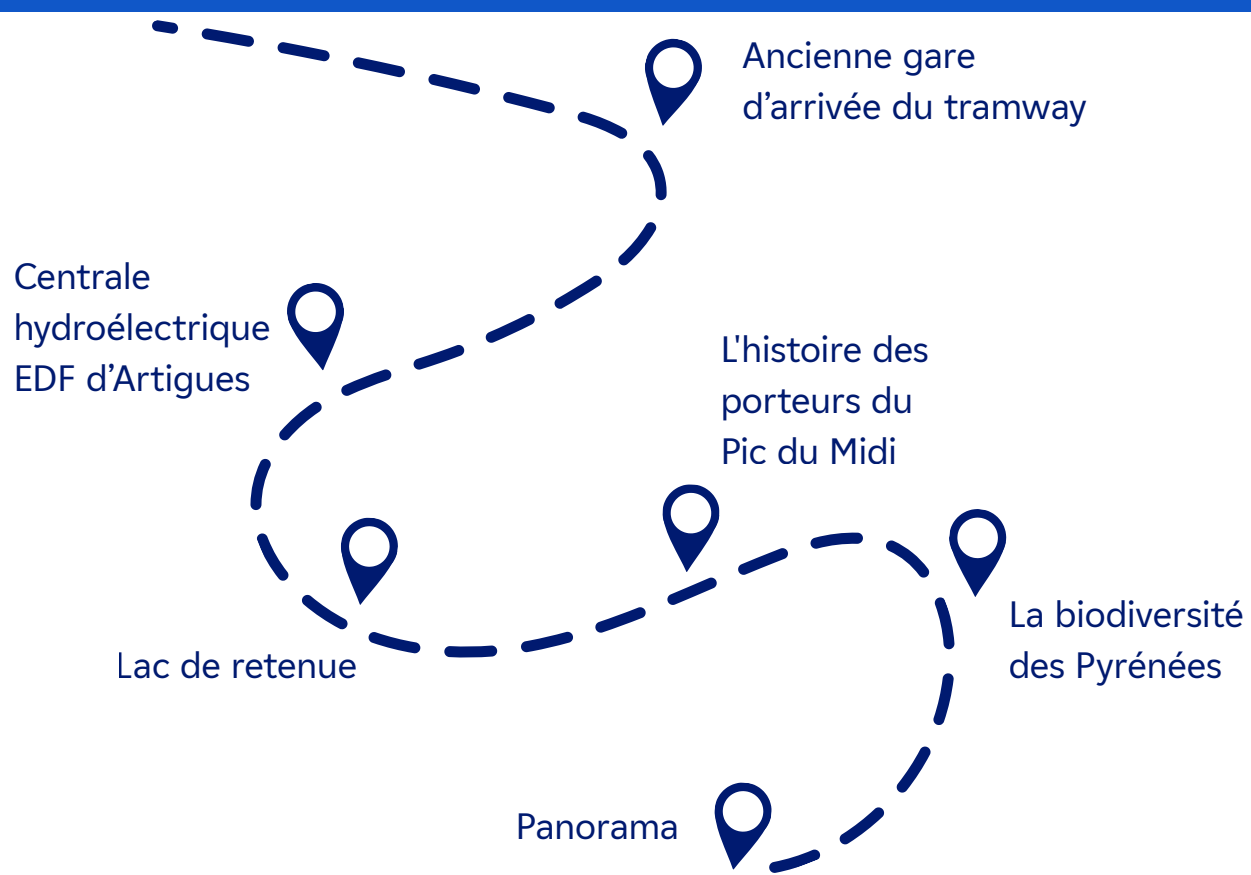 Ancienne gare
d’arrivée du tramway
Centrale
hydroélectrique
EDF d’Artigues
L'histoire des
porteurs du
Pic du Midi
La biodiversité
des Pyrénées
Lac de retenue
Panorama